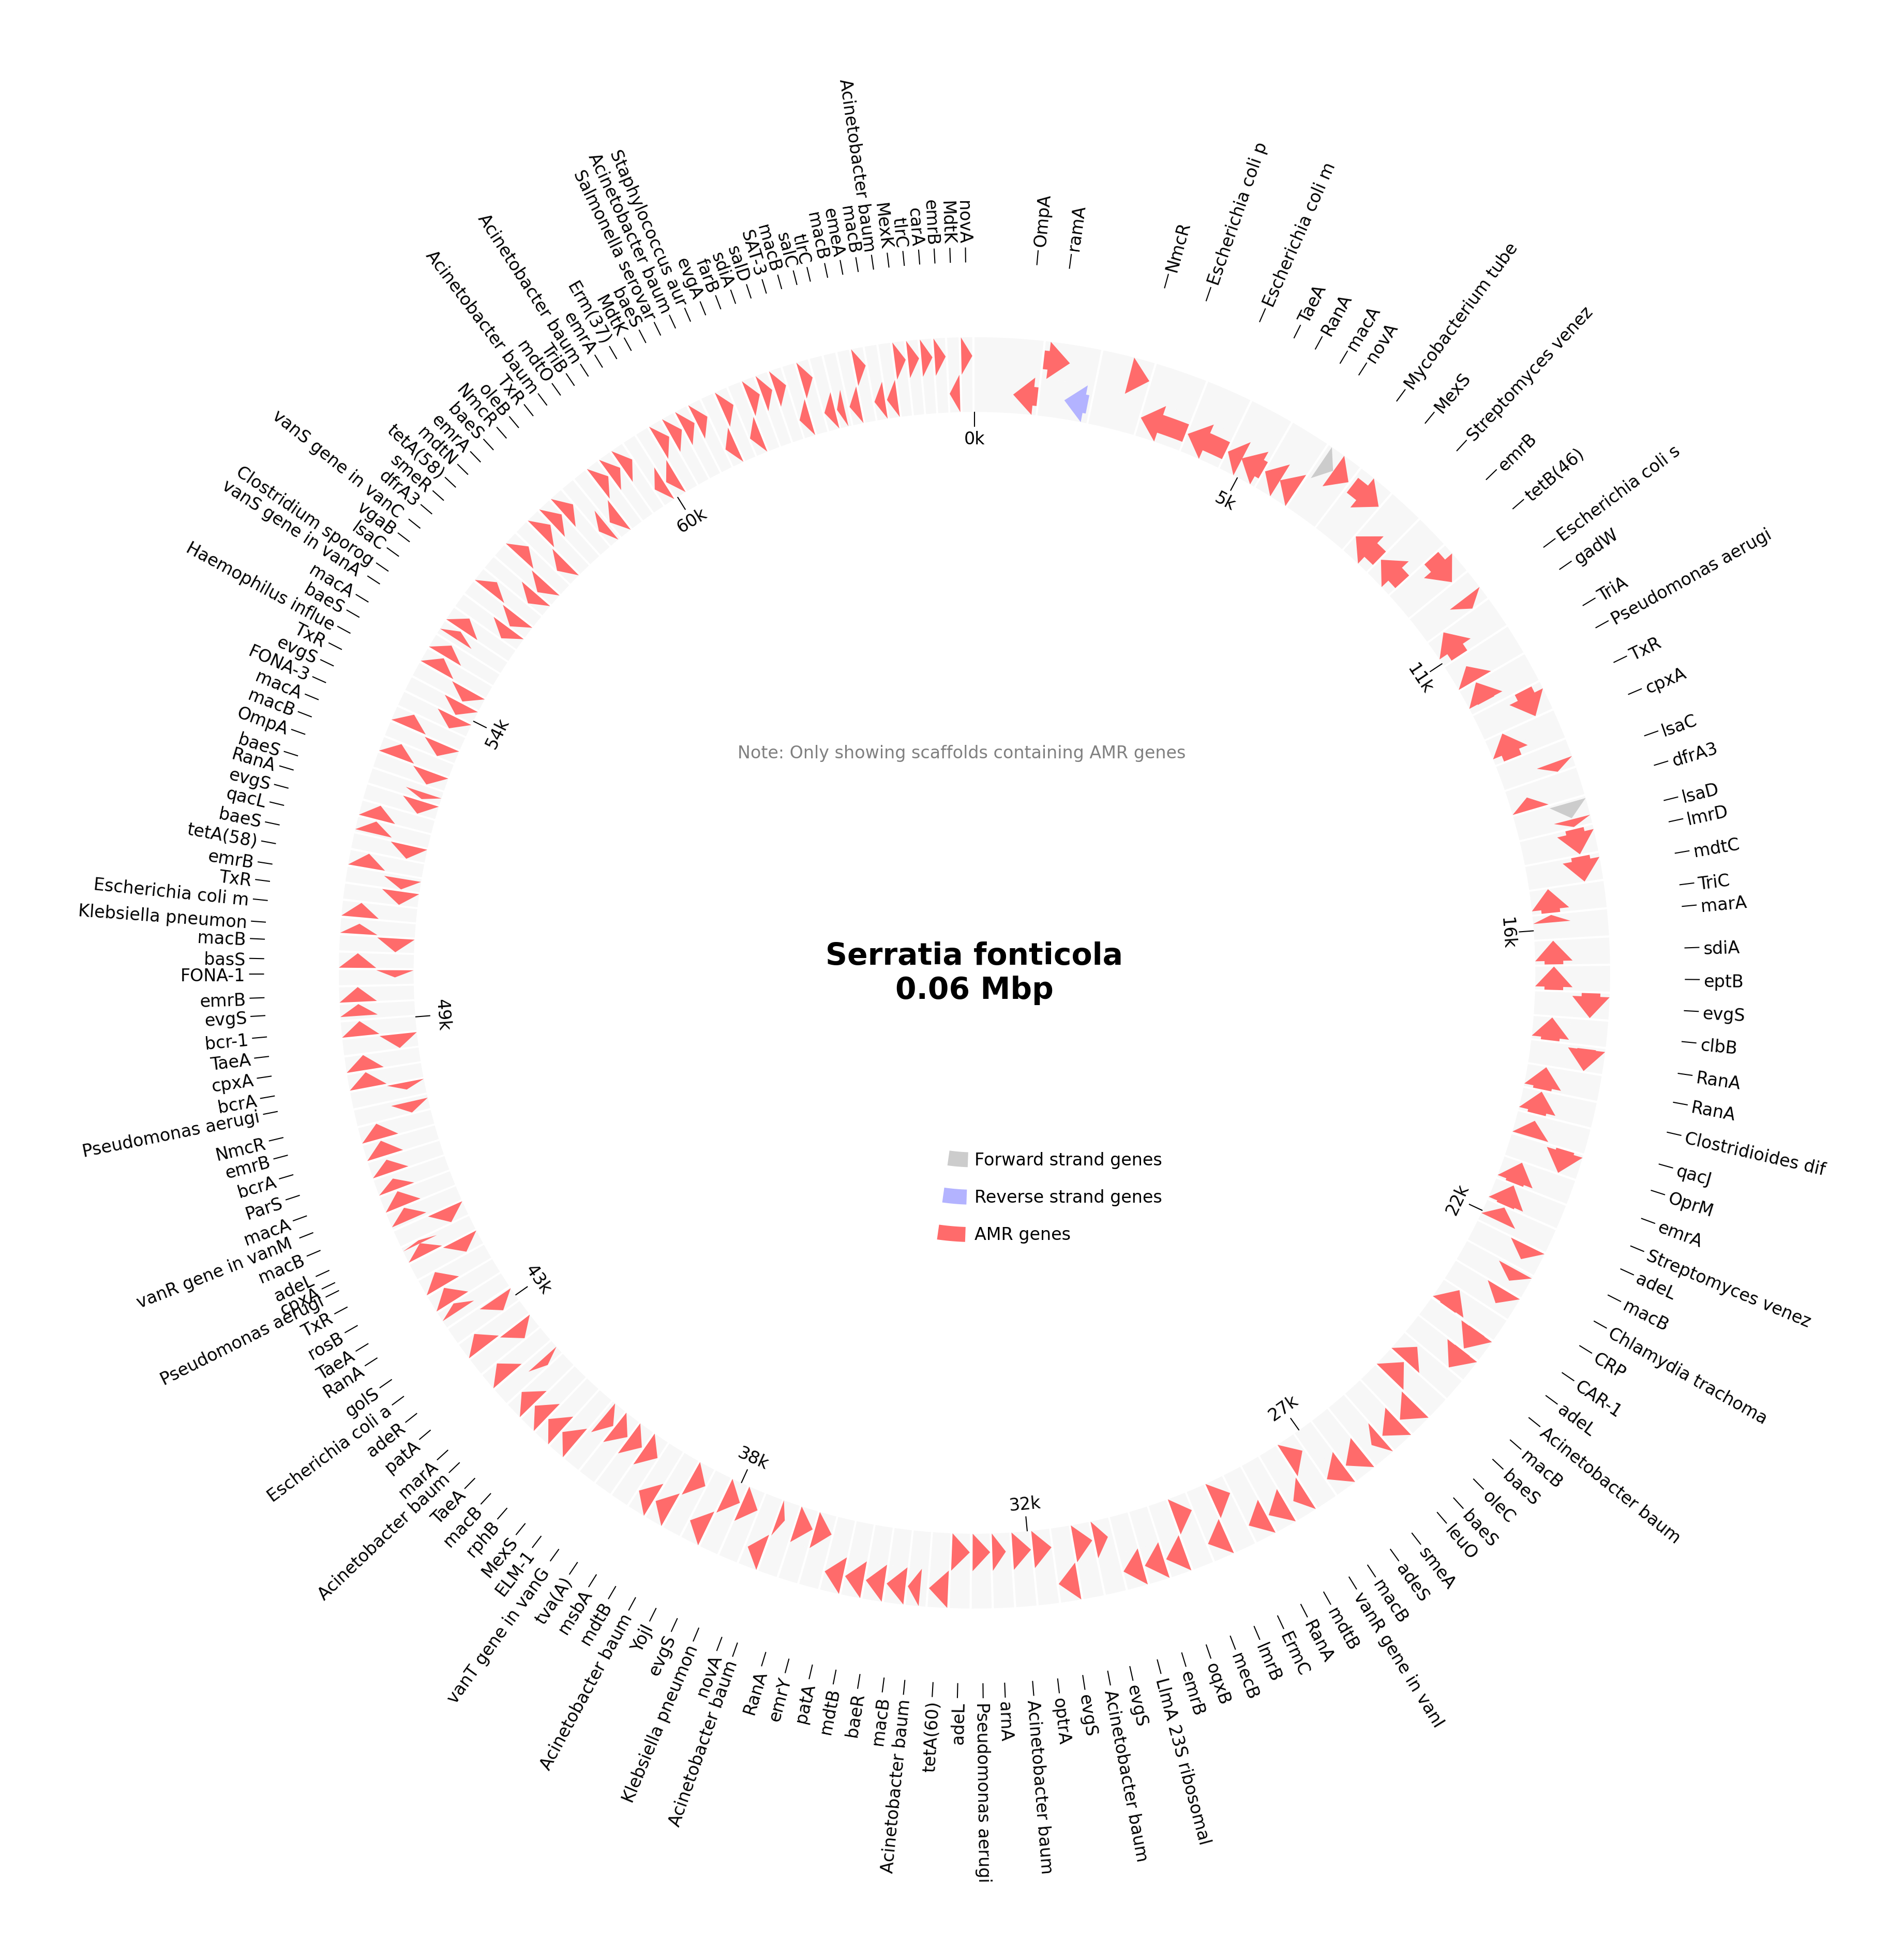 OmpA
ramA
NmcR
Escherichia coli p
Escherichia coli m
TaeA
RanA
macA
novA
Mycobacterium tube
MexS
Streptomyces venez
emrB
tetB(46)
Escherichia coli s
gadW
TriA
Pseudomonas aerugi
TxR
cpxA
lsaC
dfrA3
lsaD
lmrD
mdtC
TriC
marA
sdiA
eptB
evgS
clbB
RanA
RanA
Clostridioides dif
qacJ
OprM
emrA
Streptomyces venez
adeL
macB
Chlamydia trachoma
CRP
CAR-1
adeL
Acinetobacter baum
macB
baeS
oleC
baeS
leuO
smeA
adeS
macB
vanR gene in vanI
mdtB
RanA
ErmC
lmrB
mecB
oqxB
emrB
LlmA 23S ribosomal
evgS
Acinetobacter baum
evgS
optrA
Acinetobacter baum
arnA
Pseudomonas aerugi
adeL
tetA(60)
Acinetobacter baum
macB
baeR
mdtB
patA
emrY
RanA
Acinetobacter baum
novA
Klebsiella pneumon
evgS
YojI
Acinetobacter baum
mdtB
msbA
tva(A)
vanT gene in vanG
ELM-1
MexS
rphB
macB
TaeA
Acinetobacter baum
marA
patA
adeR
Escherichia coli a
golS
RanA
TaeA
rosB
TxR
Pseudomonas aerugi
cpxA
adeL
macB
vanR gene in vanM
macA
ParS
bcrA
emrB
NmcR
Pseudomonas aerugi
bcrA
cpxA
TaeA
bcr-1
evgS
emrB
FONA-1
basS
macB
Klebsiella pneumon
Escherichia coli m
TxR
emrB
tetA(58)
baeS
qacL
evgS
RanA
baeS
OmpA
macB
macA
FONA-3
evgS
TxR
Haemophilus influe
baeS
macA
vanS gene in vanA
Clostridium sporog
lsaC
vgaB
vanS gene in vanC
dfrA3
smeR
tetA(58)
mdtN
emrA
baeS
NmcR
oleB
TxR
Acinetobacter baum
mdtO
TriB
Acinetobacter baum
emrA
Erm(37)
MdtK
baeS
Salmonella serovar
Acinetobacter baum
Staphylococcus aur
evgA
farB
sdiA
salD
SAT-3
macB
salC
tlrC
macB
emeA
macB
Acinetobacter baum
MexK
tlrC
carA
emrB
MdtK
novA
0k
5k
11k
16k
22k
27k
32k
38k
43k
49k
54k
60k
Note: Only showing scaffolds containing AMR genes
Serratia fonticola
0.06 Mbp
Forward strand genes
Reverse strand genes
AMR genes